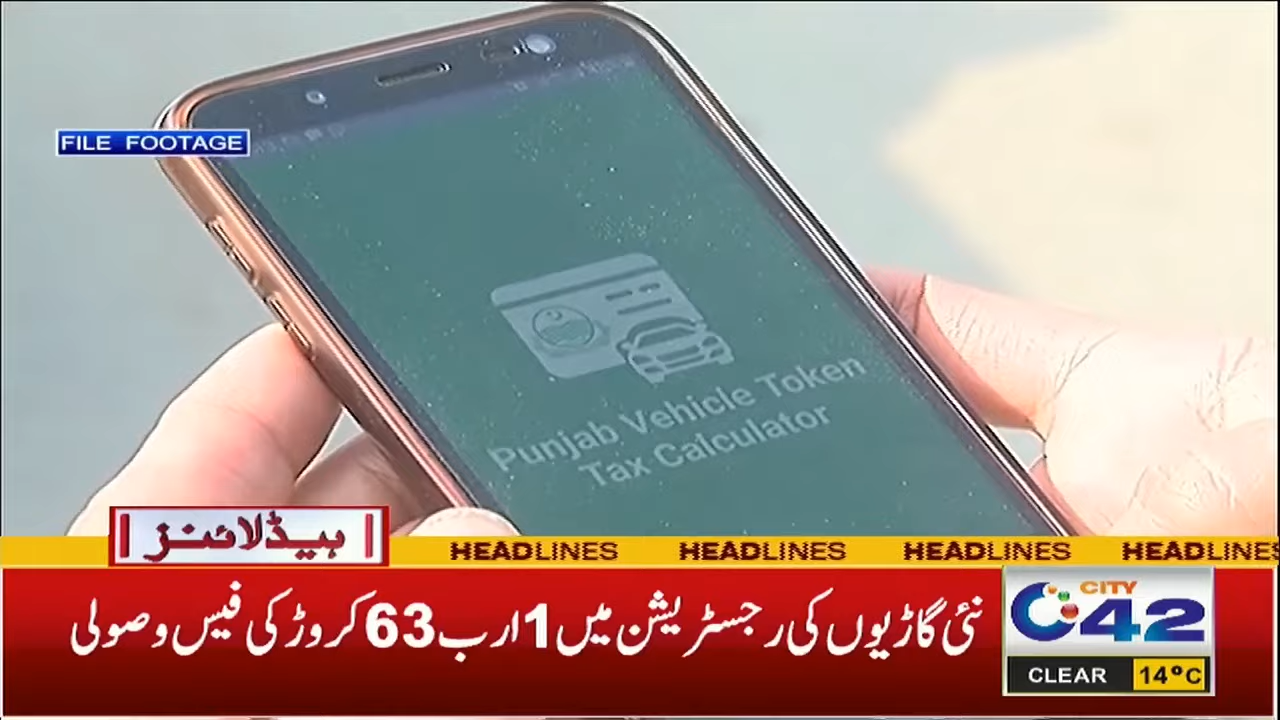 FILE FOOTAGE
Punjab Vehicle Token
Tax Calculator
ہیڈلائنز
HEADLINES HEADLINES HEADLINES HEADLINES
نئی گاڑیوں کی رجسٹریشن میں 1 ارب 63 کروڑ کی فیس وصولی
CITY
42
CLEAR 14°C